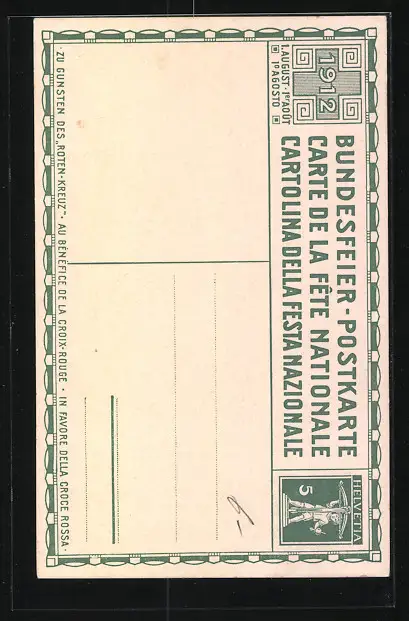 1912
1. AUGUST · 1er AOÛT
1º AGOSTO
BUNDESFEIER-POSTKARTE
CARTE DE LA FÊTE NATIONALE
CARTOLINA DELLA FESTA NAZIONALE
HELVETIA
5
· ZU GUNSTEN DES „ROTEN-KREUZ“ · AU BÉNÉFICE DE LA CROIX-ROUGE · IN FAVORE DELLA CROCE ROSSA ·